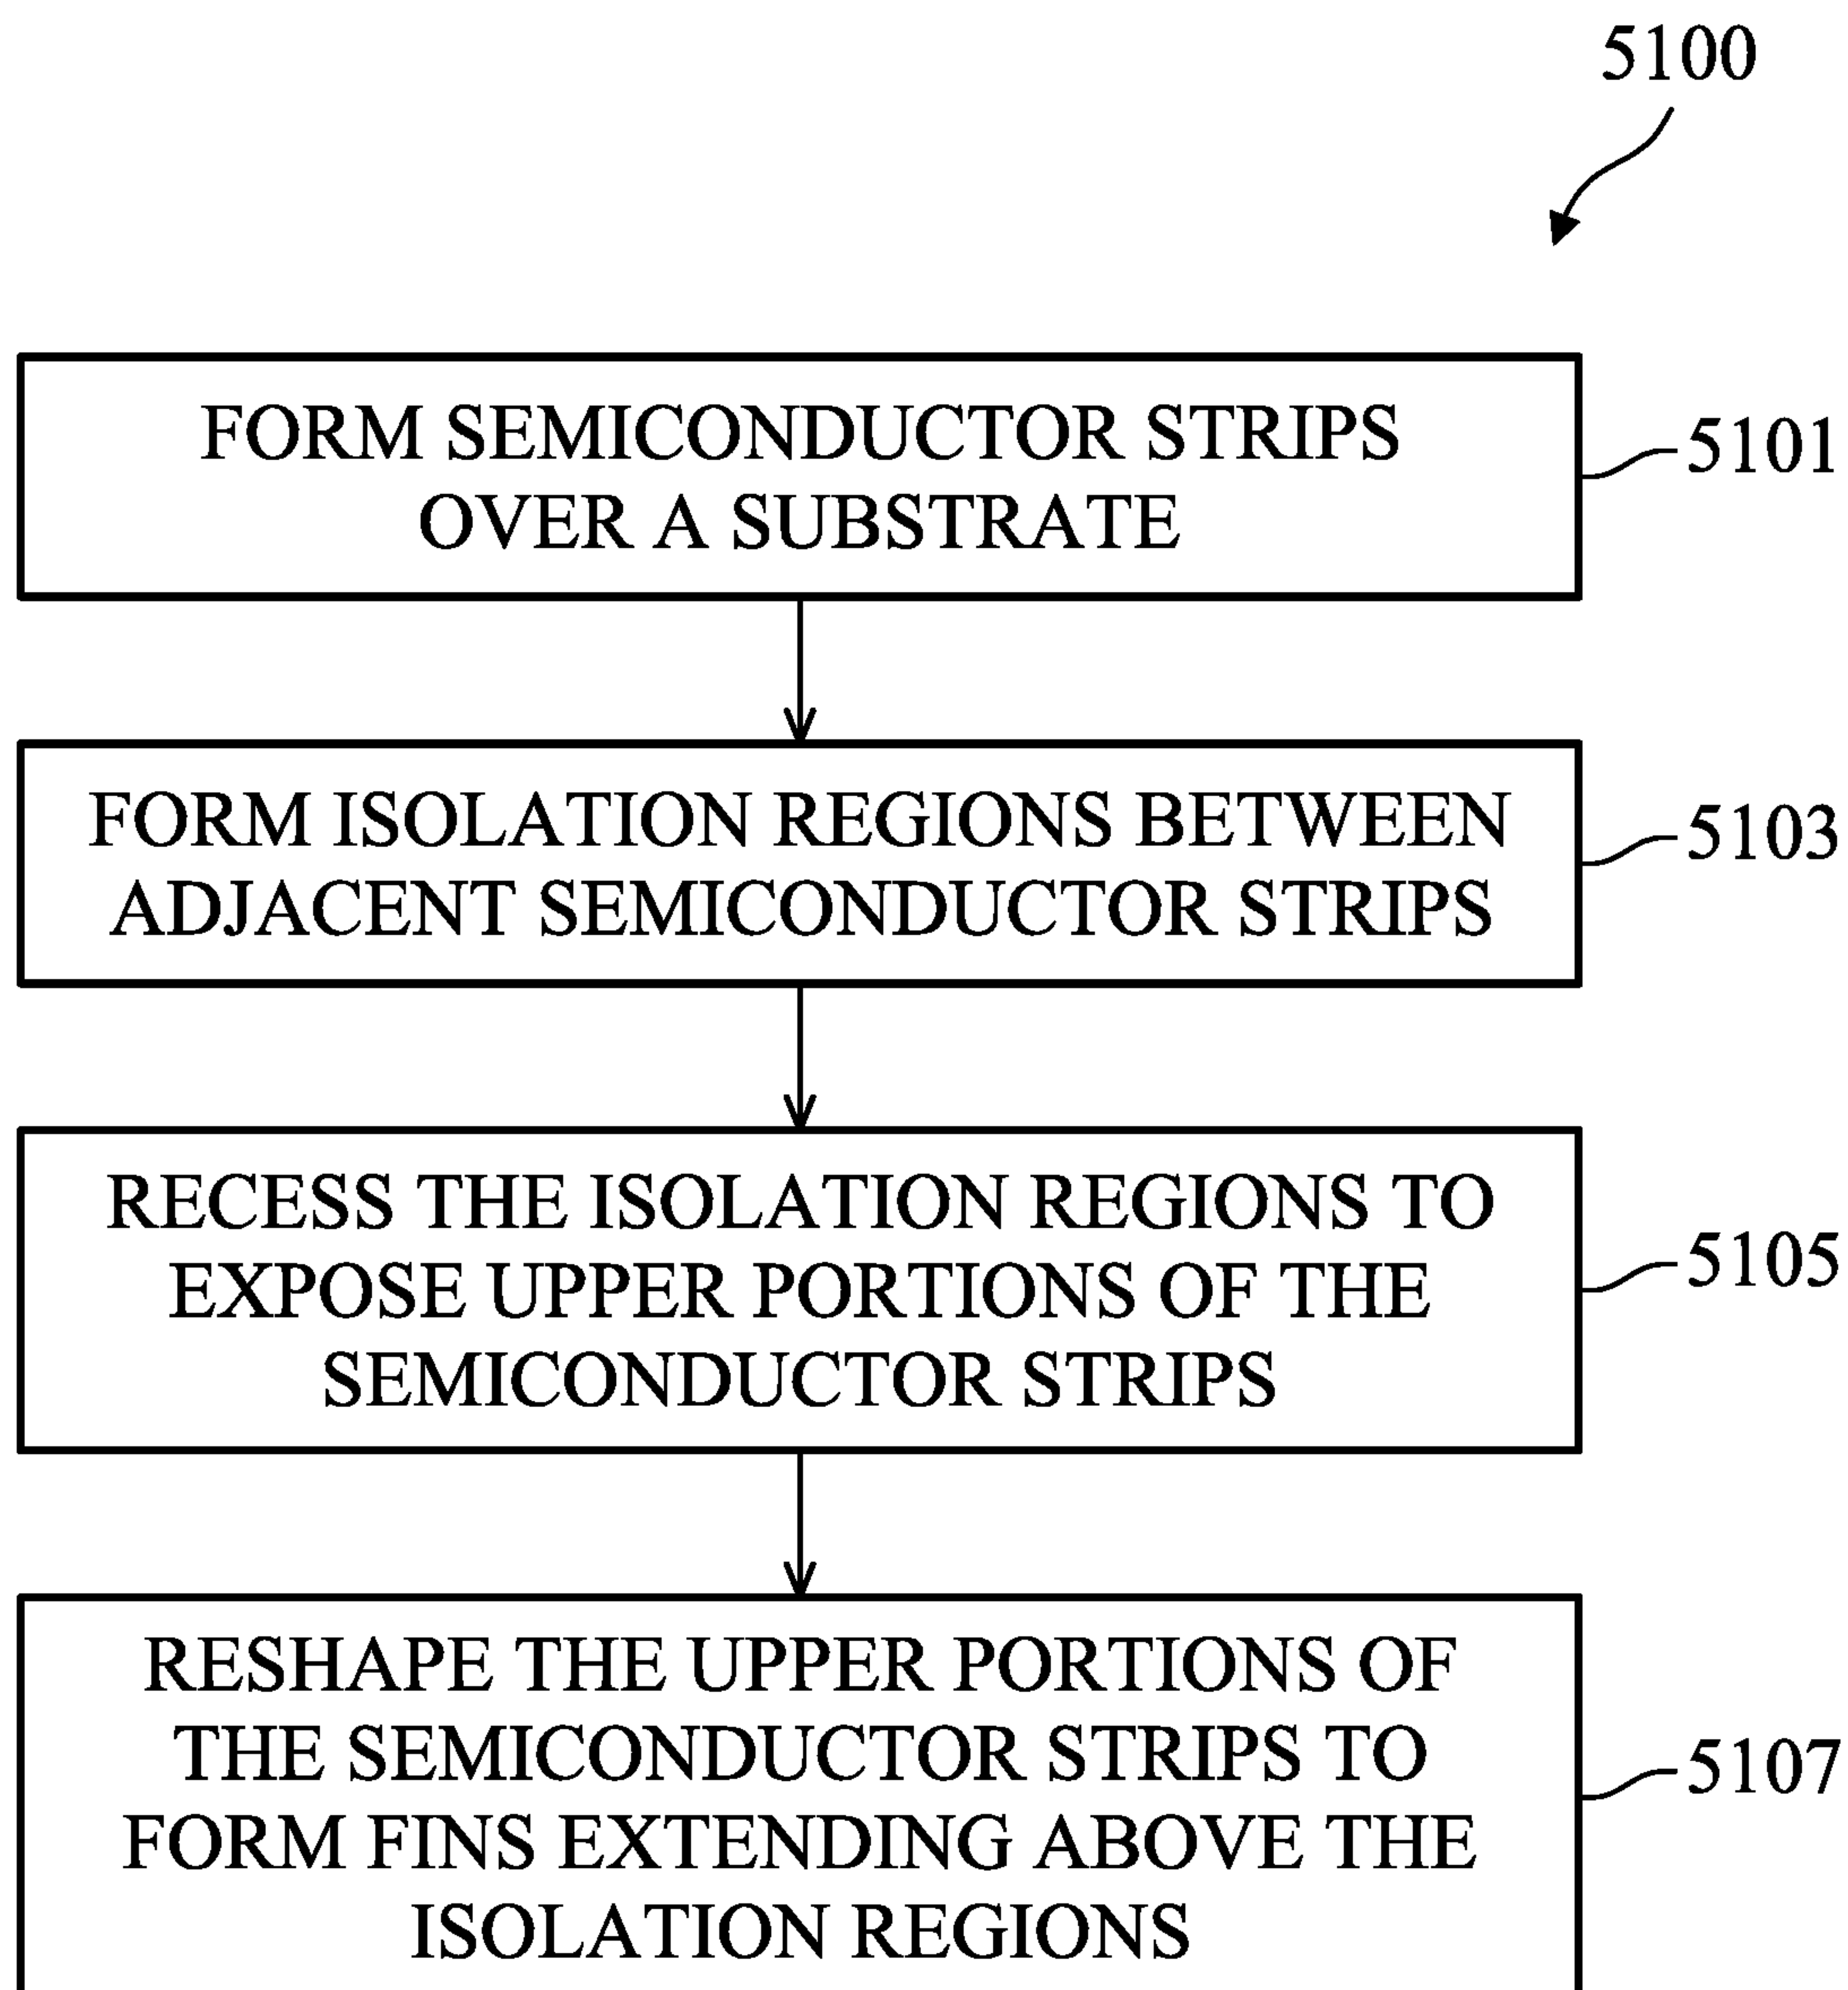 5100
FORM SEMICONDUCTOR STRIPS
OVER A SUBSTRATE
5101
FORM ISOLATION REGIONS BETWEEN
ADJACENT SEMICONDUCTOR STRIPS
5103
RECESS THE ISOLATION REGIONS TO
EXPOSE UPPER PORTIONS OF THE
SEMICONDUCTOR STRIPS
5105
RESHAPE THE UPPER PORTIONS OF
THE SEMICONDUCTOR STRIPS TO
FORM FINS EXTENDING ABOVE THE
ISOLATION REGIONS
5107